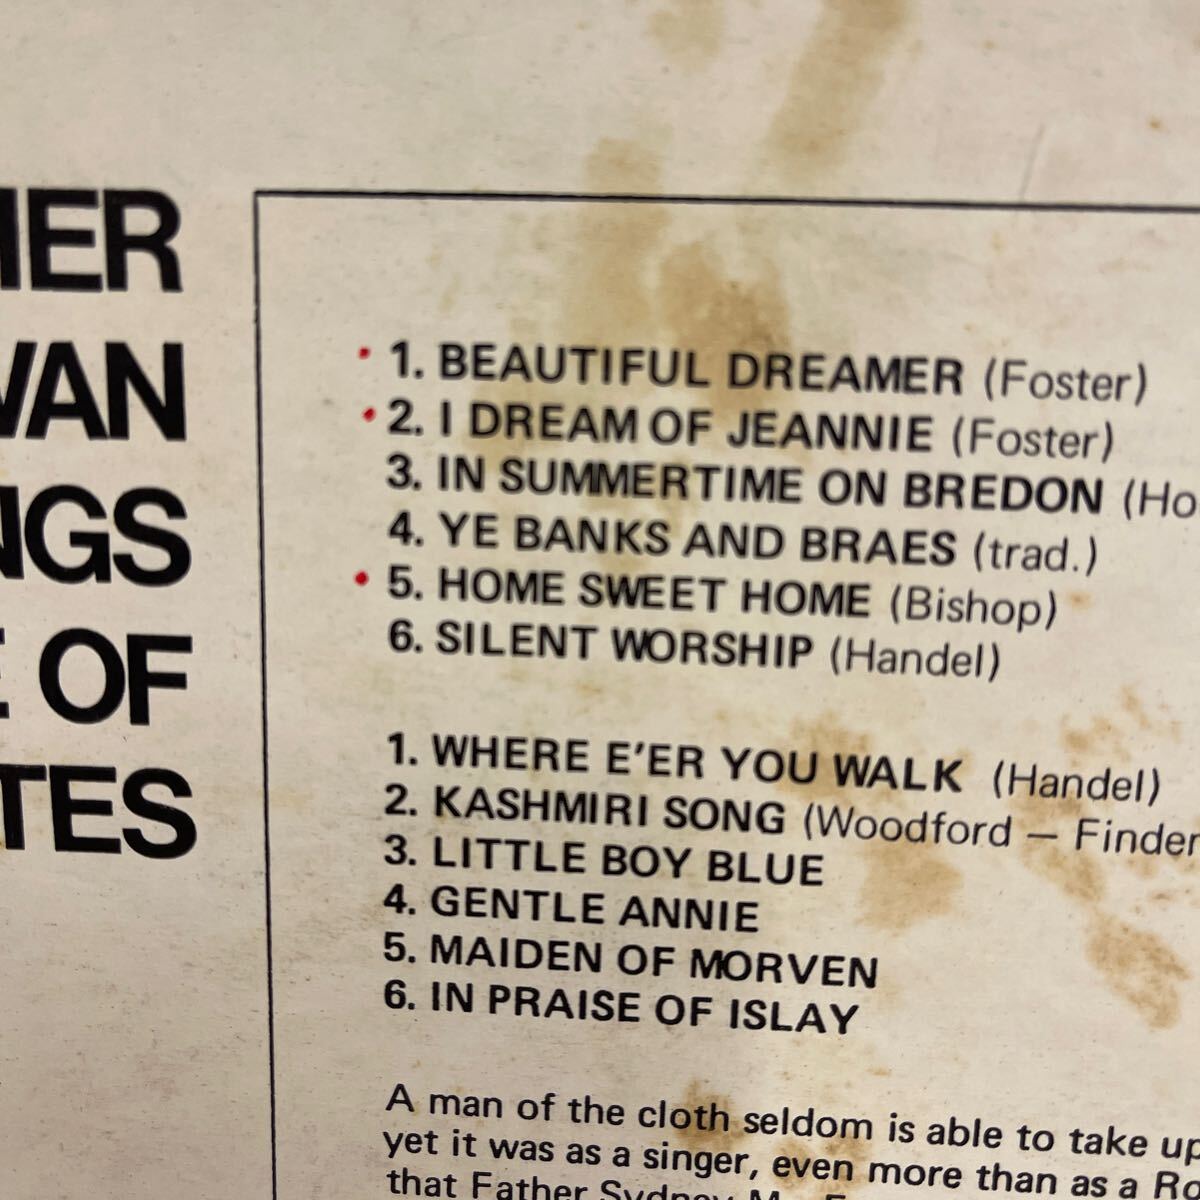 HER
WAN
NGS
E OF
TES
1. BEAUTIFUL DREAMER (Foster)
2. I DREAM OF JEANNIE (Foster)
3. IN SUMMERTIME ON BREDON (Ho
4. YE BANKS AND BRAES (trad.)
5. HOME SWEET HOME (Bishop)
6. SILENT WORSHIP (Handel)
1. WHERE E'ER YOU WALK (Handel)
2. KASHMIRI SONG (Woodford — Finden
3. LITTLE BOY BLUE
4. GENTLE ANNIE
5. MAIDEN OF MORVEN
6. IN PRAISE OF ISLAY
A man of the cloth seldom is able to take up
yet it was as a singer, even more than as a Ro
that Father Sydney